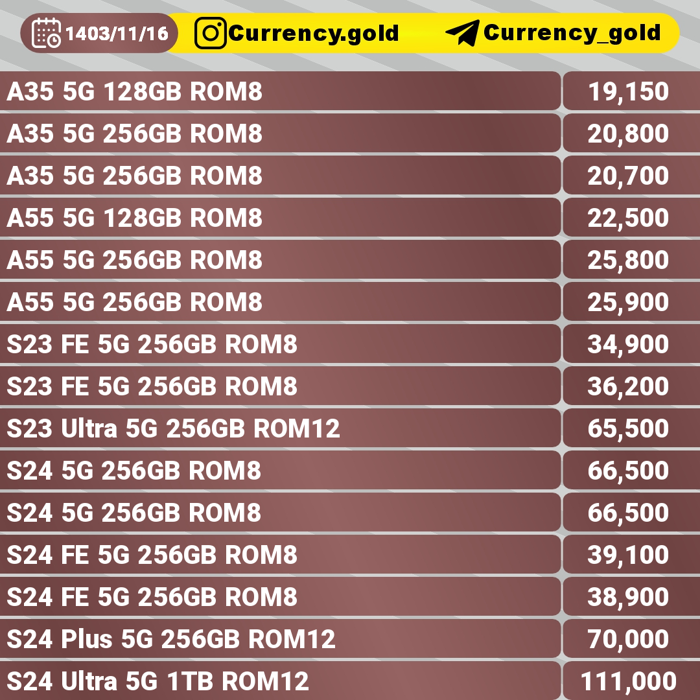 1403/11/16 Currency.gold Currency_gold
A35 5G 128GB ROM8 19,150
A35 5G 256GB ROM8 20,800
A35 5G 256GB ROM8 20,700
A55 5G 128GB ROM8 22,500
A55 5G 256GB ROM8 25,800
A55 5G 256GB ROM8 25,900
S23 FE 5G 256GB ROM8 34,900
S23 FE 5G 256GB ROM8 36,200
S23 Ultra 5G 256GB ROM12 65,500
S24 5G 256GB ROM8 66,500
S24 5G 256GB ROM8 66,500
S24 FE 5G 256GB ROM8 39,100
S24 FE 5G 256GB ROM8 38,900
S24 Plus 5G 256GB ROM12 70,000
S24 Ultra 5G 1TB ROM12 111,000